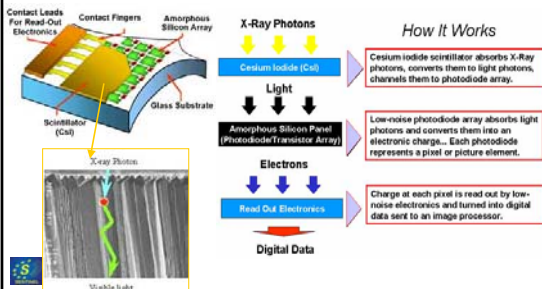 Contact Leads
For Read-Out
Electronics
Contact Fingers
Amorphous
Silicon Array
Glass Substrate
Scintillator
(CsI)
X-ray Photon
Visible light
X-Ray Photons
Cesium Iodide (CsI)
Light
Amorphous Silicon Panel
(Photodiode/Transistor Array)
Electrons
Read Out Electronics
Digital Data
How It Works
Cesium iodide scintillator absorbs X-Ray
photons, converts them to light photons,
channels them to photodiode array.
Low-noise photodiode array absorbs light
photons and converts them into an
electronic charge... Each photodiode
represents a pixel or picture element.
Charge at each pixel is read out by low-
noise electronics and turned into digital
data sent to an image processor.